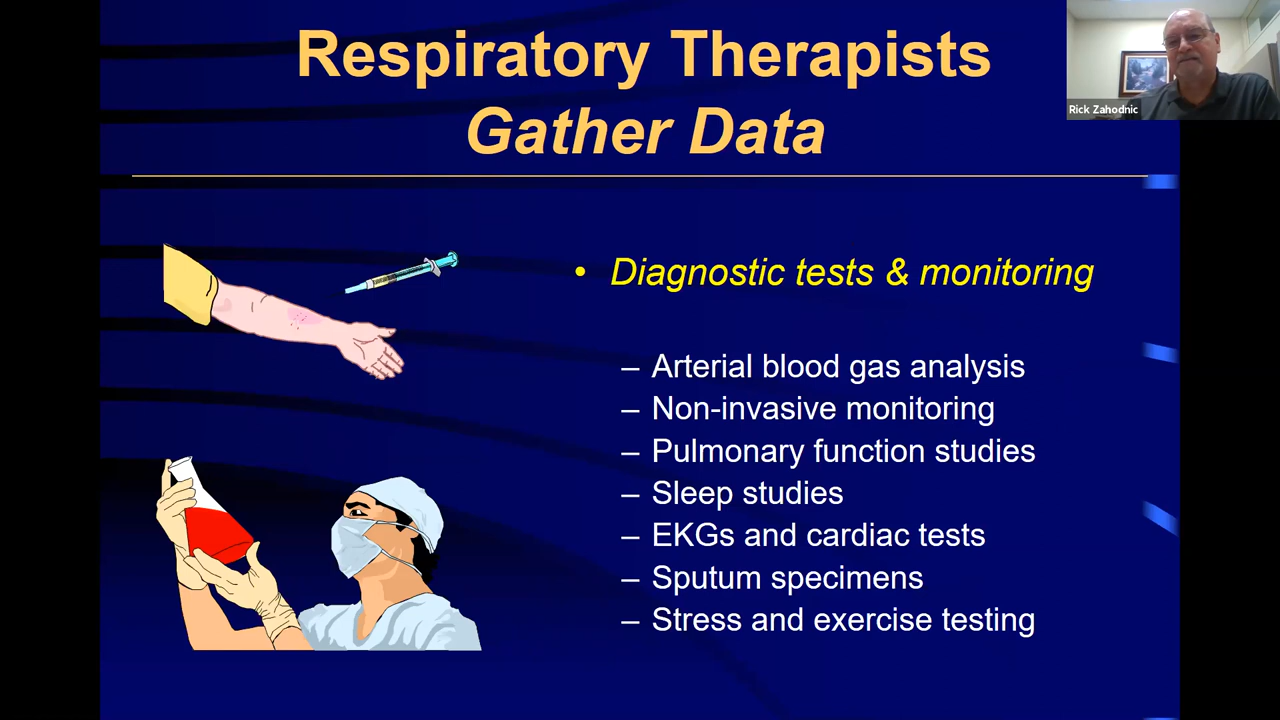 Respiratory Therapists
Gather Data
Rick Zahodnic
• Diagnostic tests & monitoring
– Arterial blood gas analysis
– Non-invasive monitoring
– Pulmonary function studies
– Sleep studies
– EKGs and cardiac tests
– Sputum specimens
– Stress and exercise testing